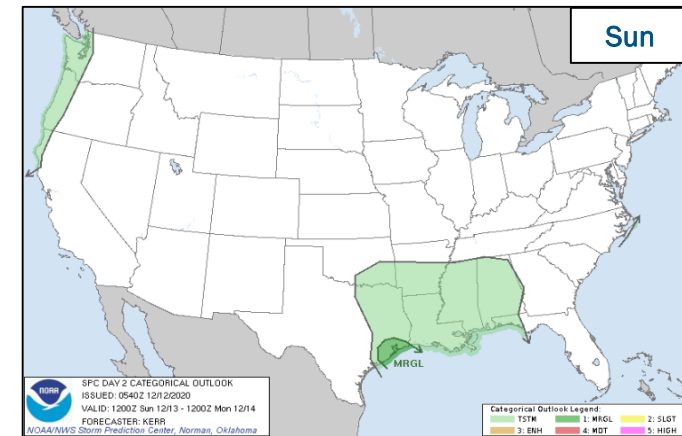 Sun
MRGL
NOAA
SPC DAY 2 CATEGORICAL OUTLOOK
ISSUED: 0540Z 12/12/2020
VALID: 1200Z Sun 12/13 - 1200Z Mon 12/14
FORECASTER: KERR
NOAA/NWS Storm Prediction Center, Norman, Oklahoma
Categorical Outlook Legend:
TSTM 1: MRGL 2: SLGT
3: ENH 4: MDT 5: HIGH